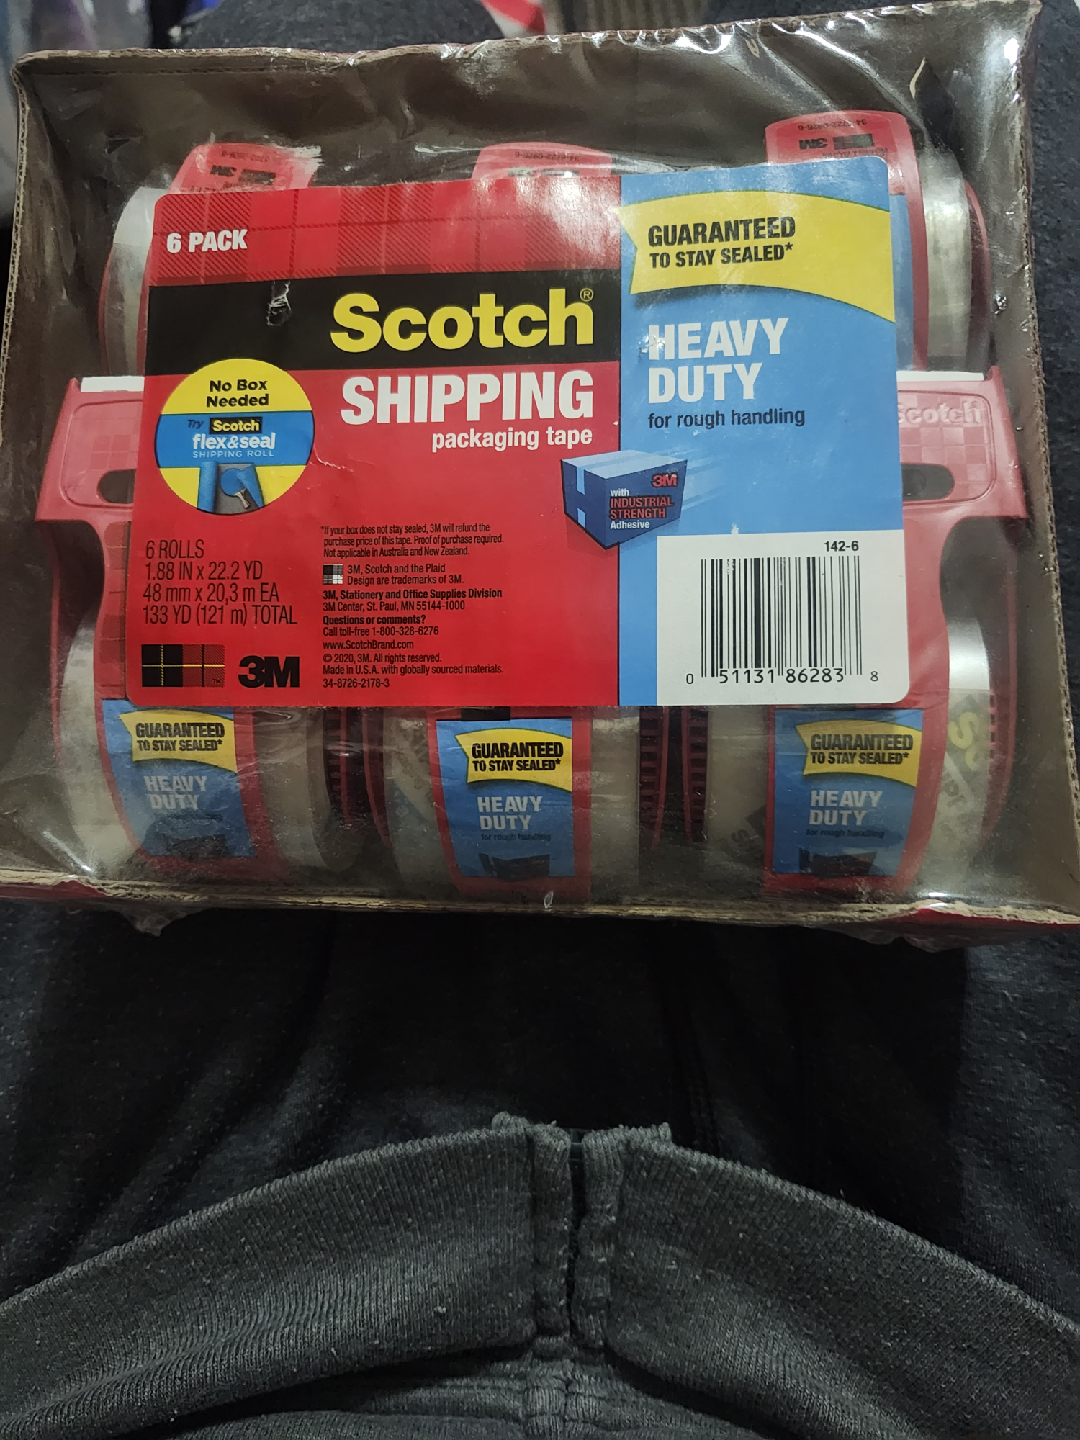 6 PACK
Scotch®
SHIPPING
packaging tape
GUARANTEED
TO STAY SEALED*
HEAVY
DUTY
for rough handling
No Box
Needed
Try Scotch
flex&seal
SHIPPING ROLL
3M
with
INDUSTRIAL
STRENGTH
Adhesive
6 ROLLS
1.88 IN x 22.2 YD
48 mm x 20,3 m EA
133 YD (121 m) TOTAL
3M
*If your box does not stay sealed, 3M will refund the
purchase price of this tape. Proof of purchase required.
Not applicable in Australia and New Zealand.
3M, Scotch and the Plaid
Design are trademarks of 3M.
3M, Stationery and Office Supplies Division
3M Center, St. Paul, MN 55144-1000
Questions or comments?
Call toll-free 1-800-328-6276
www.ScotchBrand.com
© 2020, 3M. All rights reserved.
Made in U.S.A. with globally sourced materials.
34-8726-2178-3
142-6
0 51131 86283 8
Scotch
GUARANTEED
TO STAY SEALED*
HEAVY
DUTY
GUARANTEED
TO STAY SEALED*
HEAVY
DUTY
for rough handling
GUARANTEED
TO STAY SEALED*
HEAVY
DUTY
for rough handling